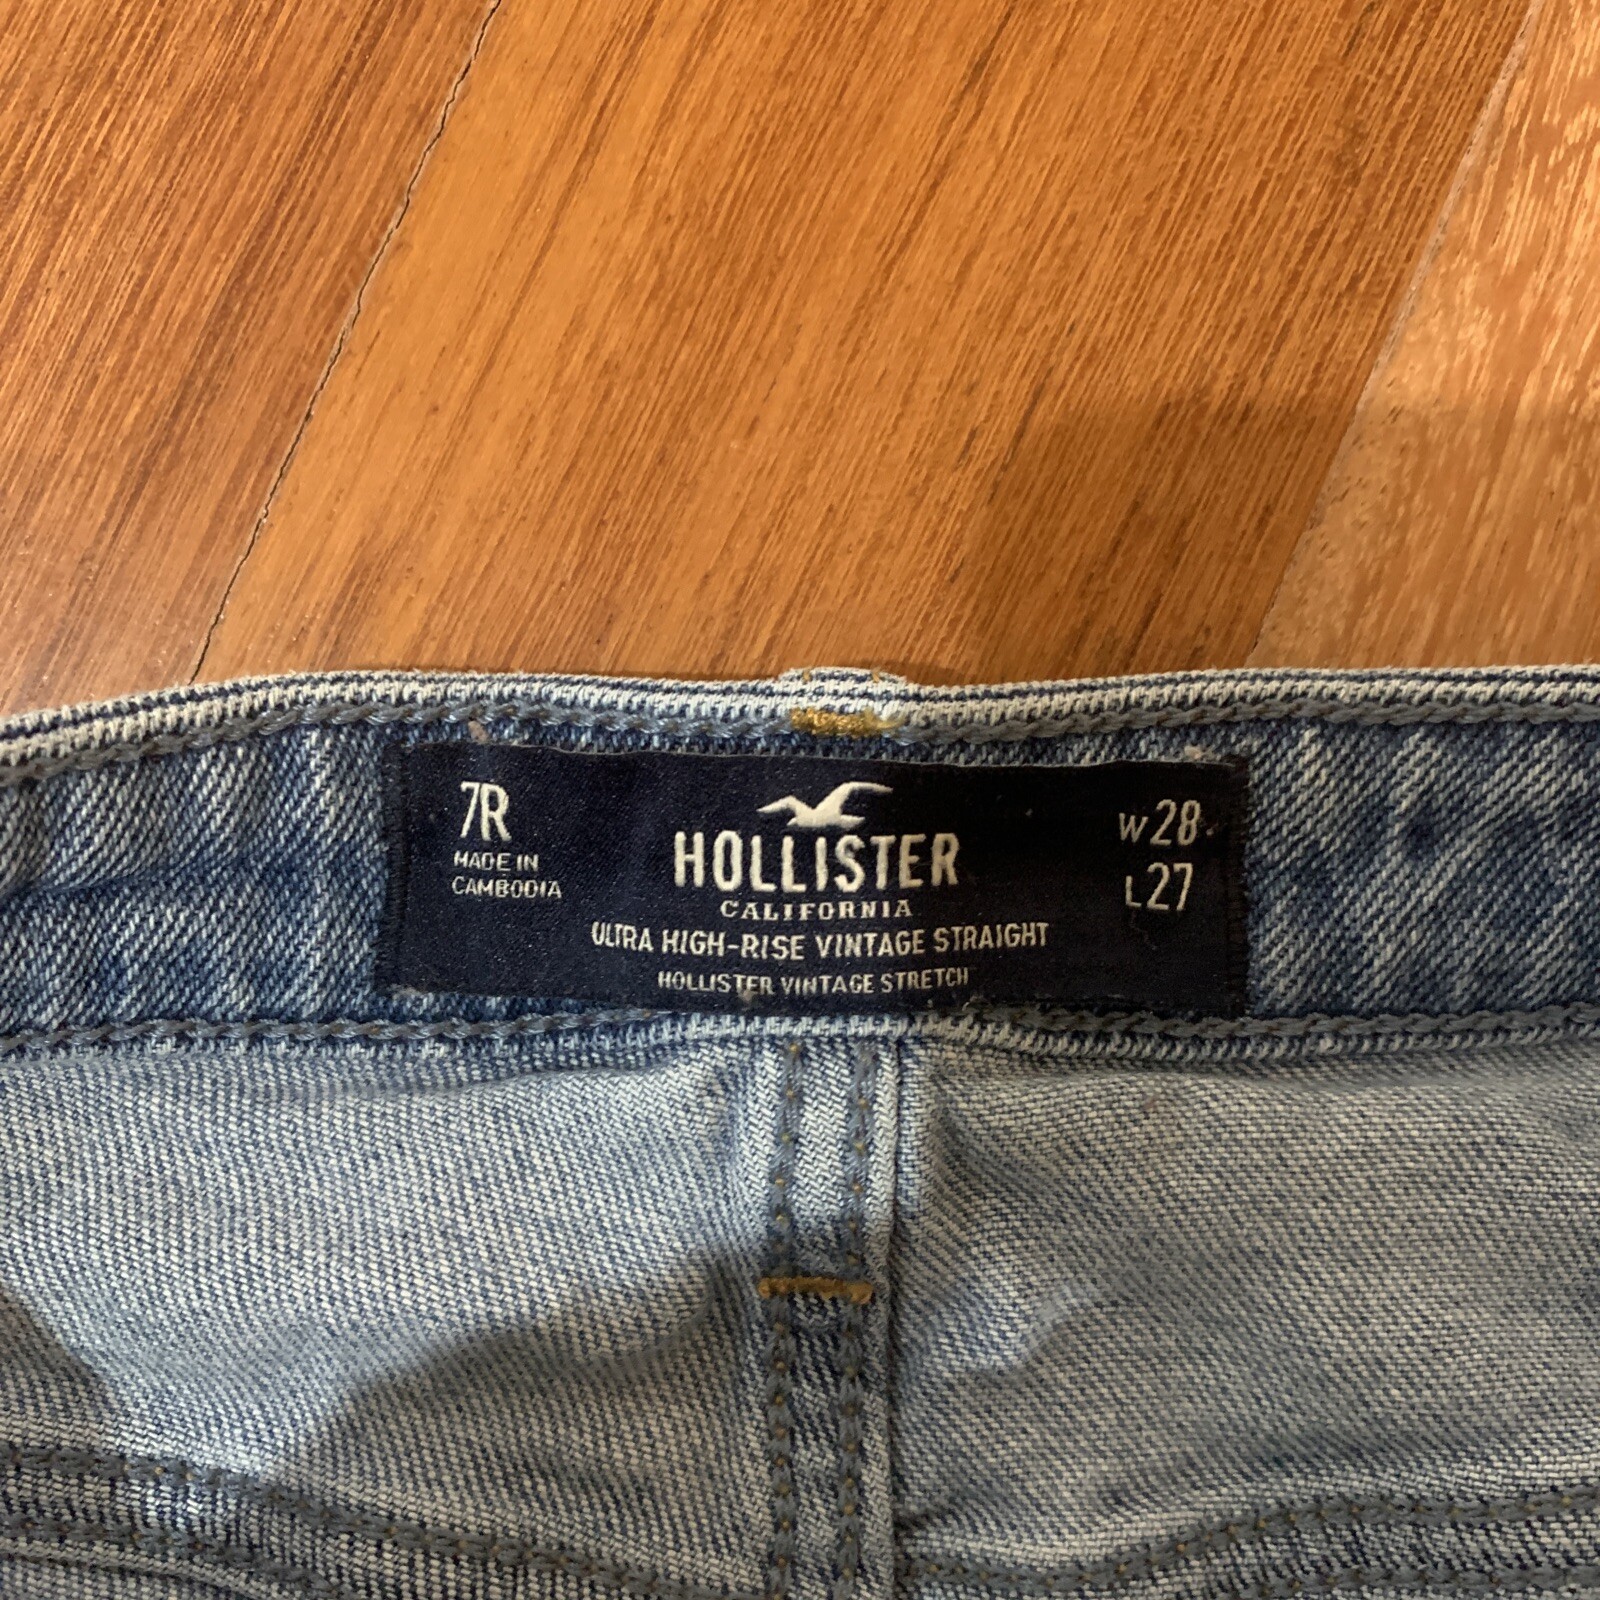 7R
MADE IN
CAMBODIA
HOLLISTER
CALIFORNIA
ULTRA HIGH-RISE VINTAGE STRAIGHT
HOLLISTER VINTAGE STRETCH
W28
L27